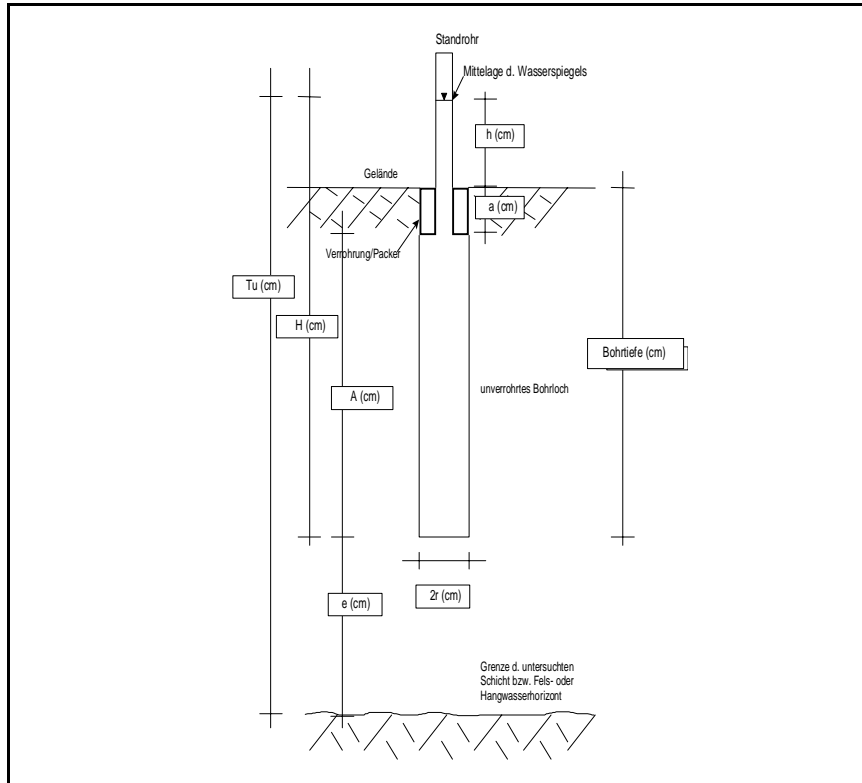 Standrohr
Mittelage d. Wasserspiegels
h (cm)
Gelände
a (cm)
Verrohrung/Packer
Tu (cm)
H (cm)
Bohrtiefe (cm)
A (cm)
unverrohrtes Bohrloch
2r (cm)
e (cm)
Grenze d. untersuchten
Schicht bzw. Fels- oder
Hangwasserhorizont